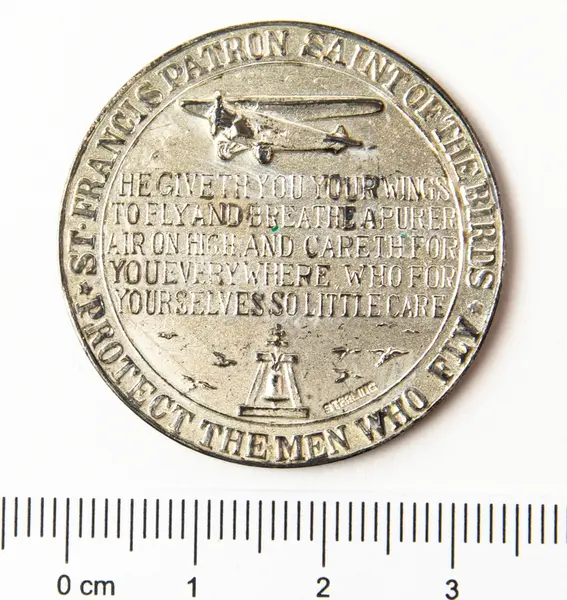 ST. FRANCIS PATRON SAINT OF THE BIRDS
HE GIVETH YOU YOUR WINGS
TO FLY AND BREATHE A PURER
AIR ON HIGH AND CARETH FOR
YOU EVERYWHERE, WHO FOR
YOURSELVES SO LITTLE CARE
STERLING
* PROTECT THE MEN WHO FLY *
0 cm 1 2 3